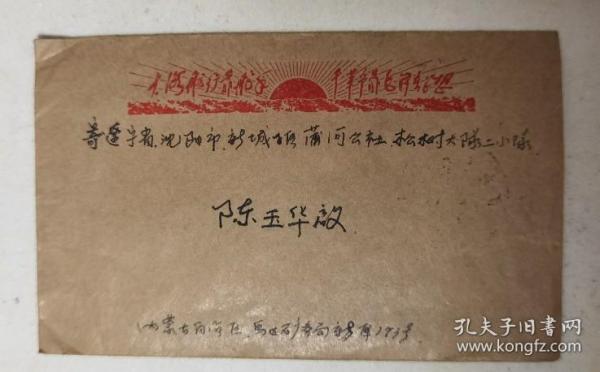 大海航行靠舵手 干革命靠毛泽东思想
寄辽宁省沈阳市新城子区蒲河公社松树大队二小队
陈玉华启
内蒙古
孔夫子旧书网
www.kongfz.com